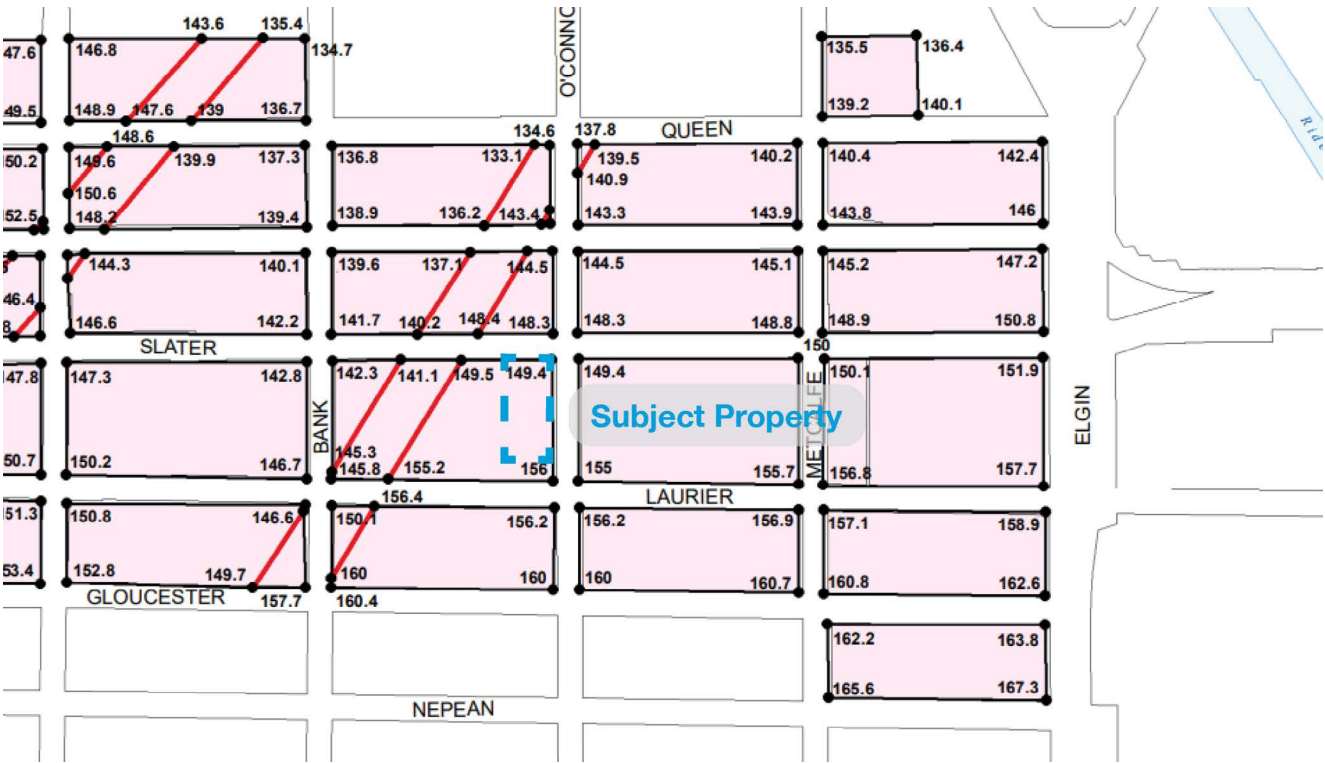 143.6 135.4
O'CONNO
47.6 146.8 134.7 135.5 136.4
49.5 148.9 147.6 139 136.7 139.2 140.1
148.6 134.6 137.8 QUEEN
50.2 149.6 139.9 137.3 136.8 133.1 139.5 140.2 140.4 142.4
150.6 140.9
52.5 148.2 139.4 138.9 136.2 143.4 143.3 143.9 143.8 146
144.3 140.1 139.6 137.1 144.5 144.5 145.1 145.2 147.2
46.4
8 146.6 142.2 141.7 140.2 148.4 148.3 148.3 148.8 148.9 150.8
SLATER 150
47.8 147.3 142.8 142.3 141.1 149.5 149.4 149.4 150.1 151.9
BANK
Subject Property
METCALFE
ELGIN
145.3
50.7 150.2 146.7 145.8 155.2 156 155 155.7 156.8 157.7
156.4 LAURIER
51.3 150.8 146.6 150.1 156.2 156.2 156.9 157.1 158.9
53.4 152.8 149.7 160 160 160 160.7 160.8 162.6
GLOUCESTER 157.7 160.4
162.2 163.8
165.6 167.3
NEPEAN
Ride